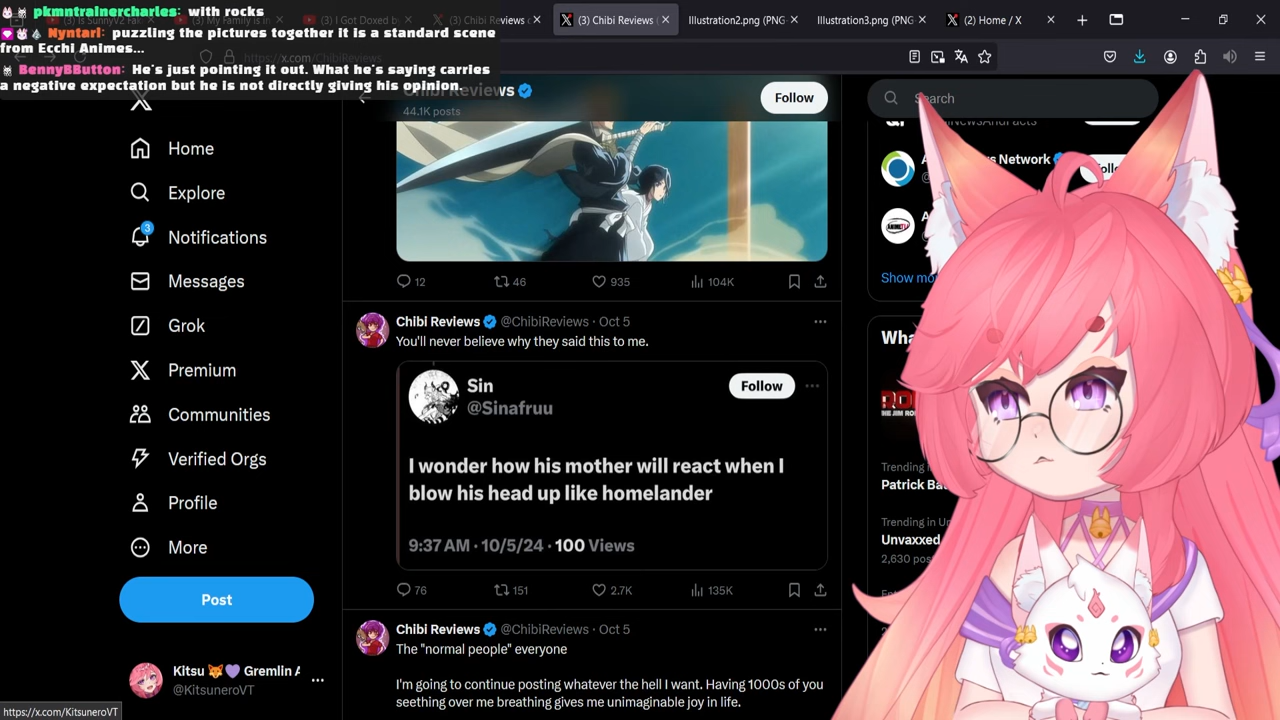 pkmntrainercharles: with rocks
Nyntarl: puzzling the pictures together it is a standard scene
from Ecchi Animes...
BennyBButton: He's just pointing it out. What he's saying carries
a negative expectation but he is not directly giving his opinion.
(3) Chibi Reviews
Illustration2.png (PNG
Illustration3.png (PNG
(2) Home / X
https://x.com/ChibiReviews
44.1K posts
Follow
Search
Home
Explore
3
Notifications
Messages
Grok
Premium
Communities
Verified Orgs
Profile
More
Post
Kitsu 🦊💜 Gremlin A
@KitsuneroVT
https://x.com/KitsuneroVT
12
46
935
104K
Chibi Reviews @ChibiReviews · Oct 5
You'll never believe why they said this to me.
Sin
@Sinafruu
Follow
I wonder how his mother will react when I
blow his head up like homelander
9:37 AM · 10/5/24 · 100 Views
76
151
2.7K
135K
Chibi Reviews @ChibiReviews · Oct 5
The "normal people" everyone
I'm going to continue posting whatever the hell I want. Having 1000s of you
seething over me breathing gives me unimaginable joy in life.
Network
Show
Trending
Trending in
Unvaxxed
2,630